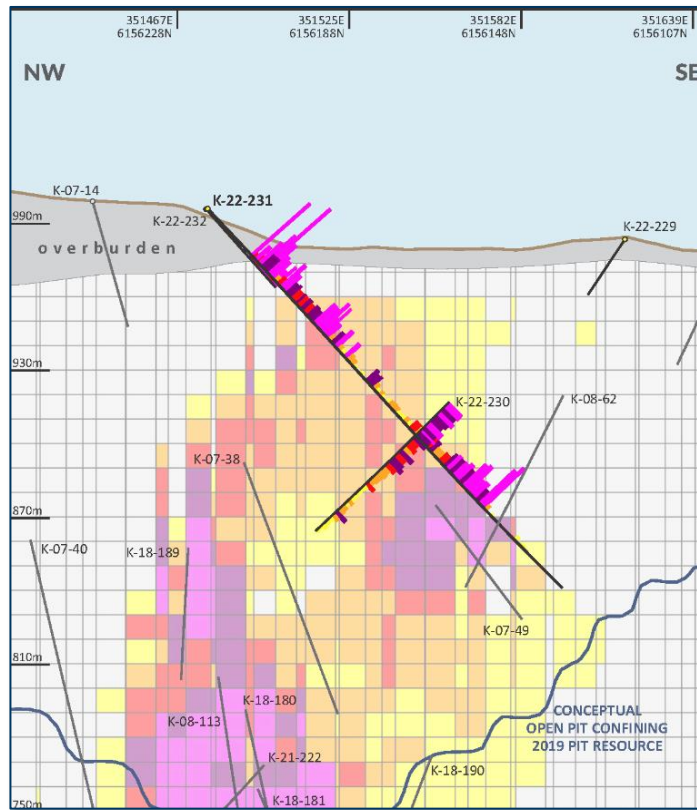 351467E
6156228N
351525E
6156188N
351582E
6156148N
351639E
6156107N
NW
SE
K-07-14
K-22-231
K-22-232
K-22-229
990m
overburden
930m
K-22-230
K-08-62
K-07-38
870m
K-07-40
K-18-189
K-07-49
810m
K-18-180
K-08-113
CONCEPTUAL
OPEN PIT CONFINING
2019 PIT RESOURCE
K-21-222
K-18-190
K-18-181
750m